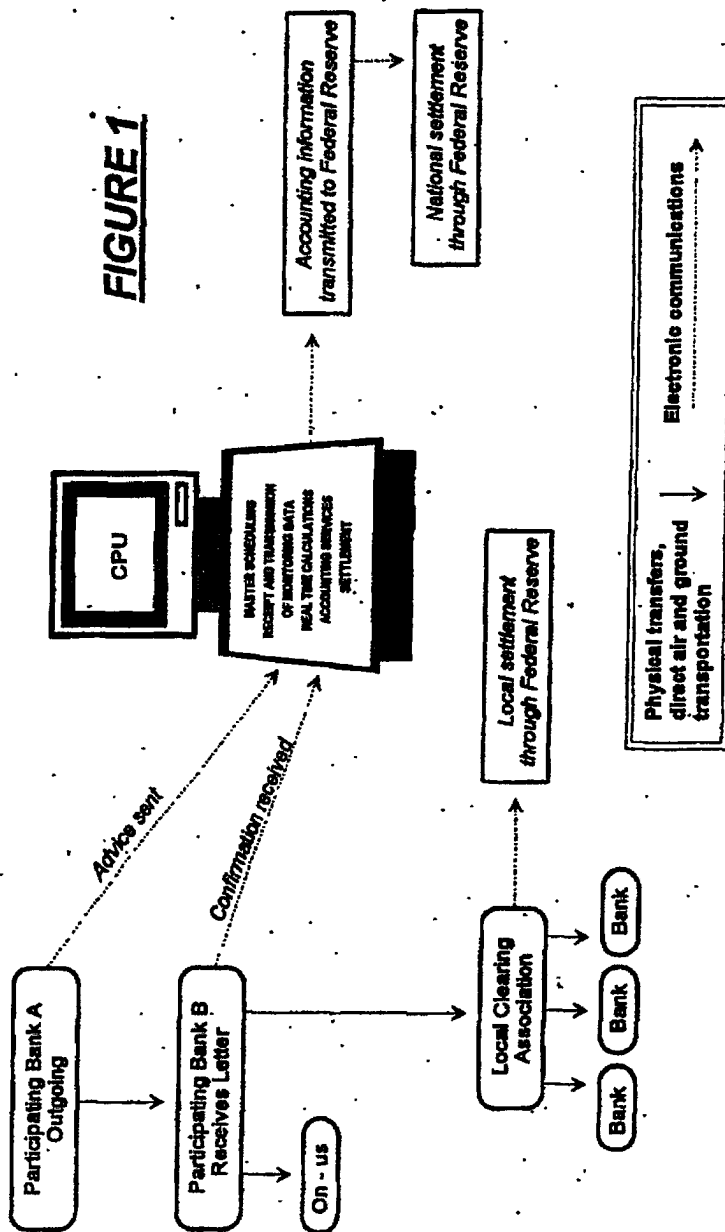 FIGURE 1
Participating Bank A
Outgoing
Advice sent
Participating Bank B
Receives Letter
Confirmation received
On - us
CPU
MASTER SCHEDULING
RECEIPT AND TRANSMISSION
OF MONITORING DATA
REAL TIME CALCULATIONS
ACCOUNTING SERVICES
SETTLEMENT
Accounting information
transmitted to Federal Reserve
National settlement
through Federal Reserve
Local Clearing
Association
Local settlement
through Federal Reserve
Bank
Bank
Bank
Physical transfers,
direct air and ground
transportation
Electronic communications